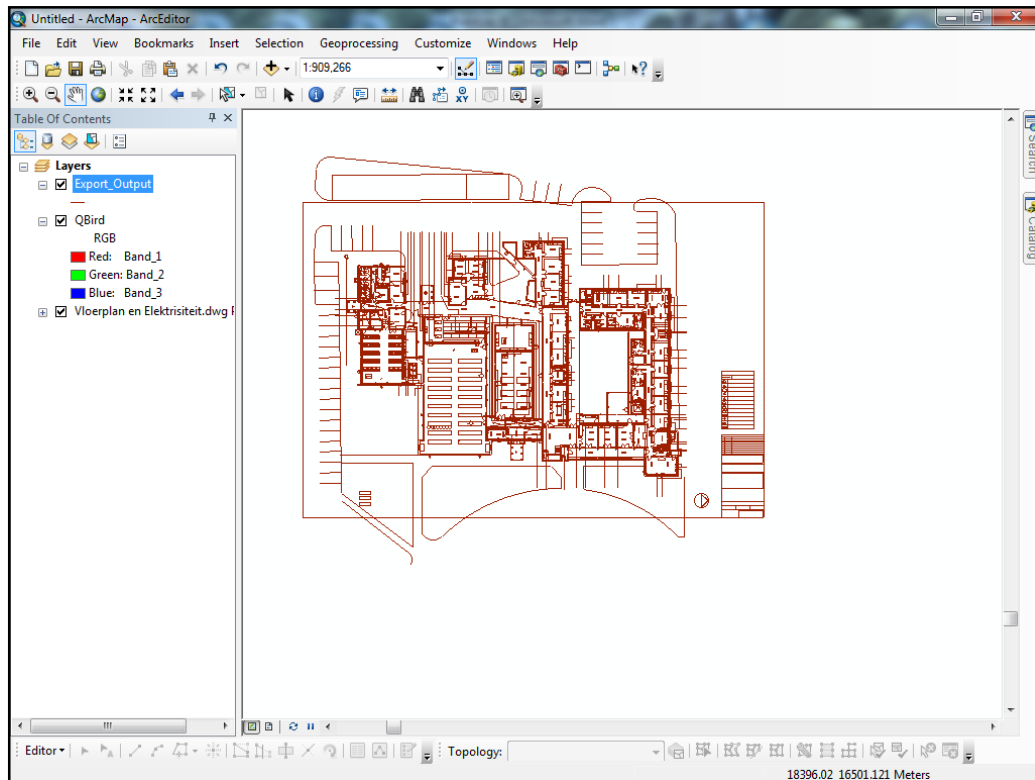 Untitled - ArcMap - ArcEditor
File Edit View Bookmarks Insert Selection Geoprocessing Customize Windows Help
1:909,266
Table Of Contents
Layers
Export_Output
QBird
RGB
Red: Band_1
Green: Band_2
Blue: Band_3
Vloerplan en Elektrisiteit.dwg
Search
Catalog
Editor
Topology:
18396.02 16501.121 Meters